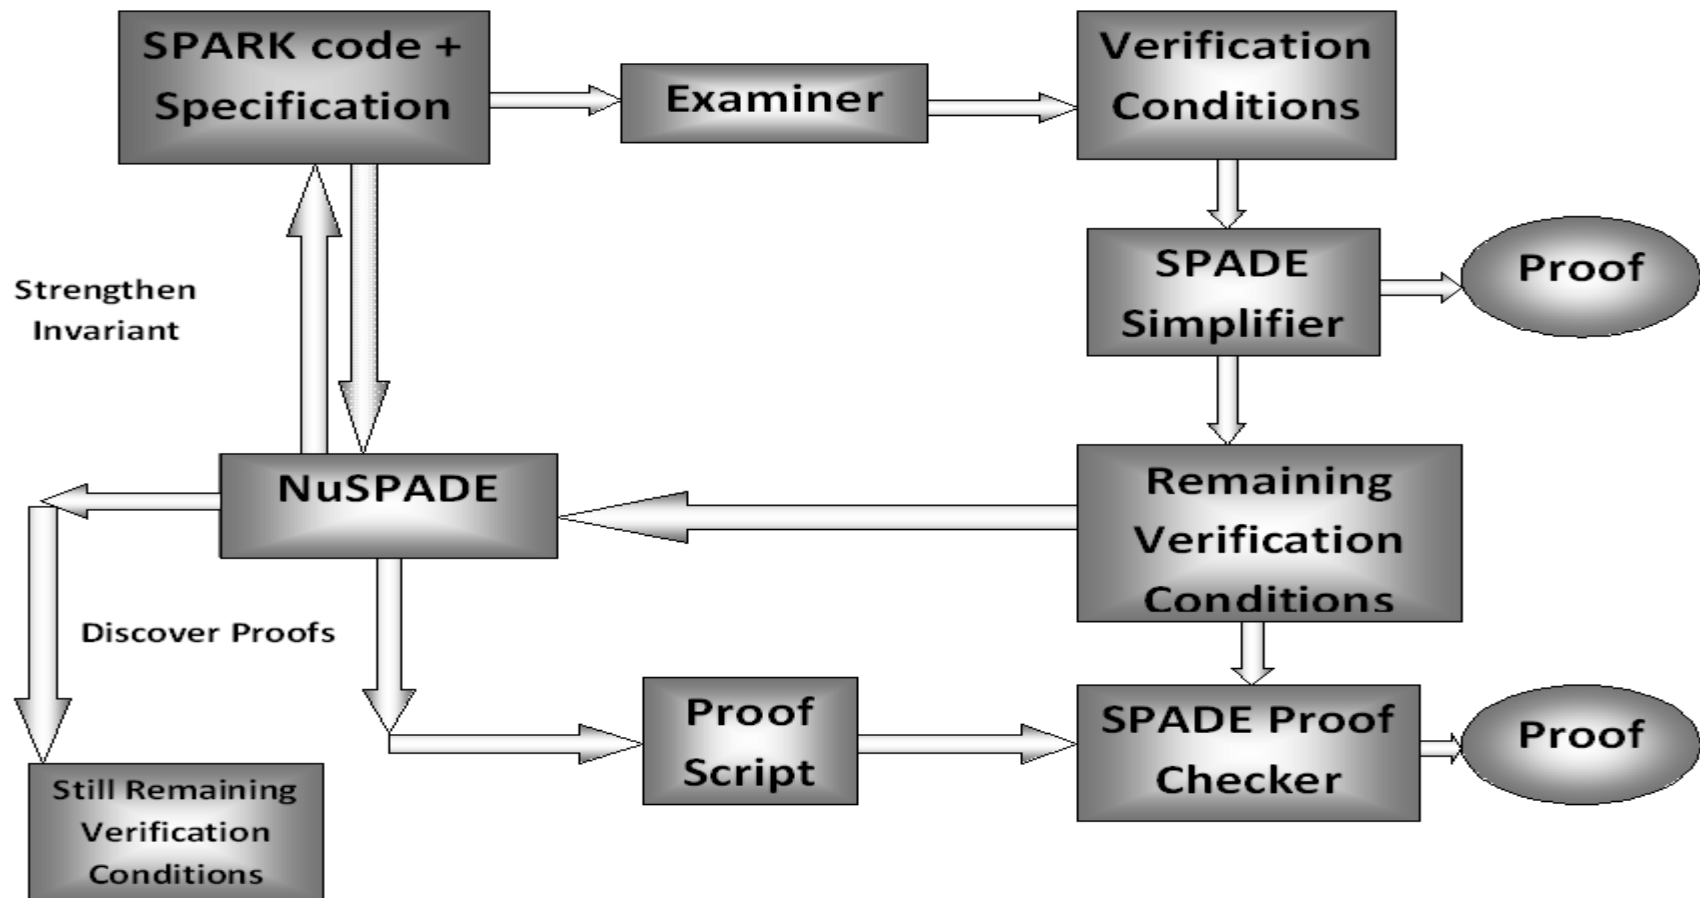 SPARK code +
Specification
Examiner
Verification
Conditions
SPADE
Simplifier
Proof
Strengthen
Invariant
NuSPADE
Remaining
Verification
Conditions
Discover Proofs
Proof
Script
SPADE Proof
Checker
Proof
Still Remaining
Verification
Conditions